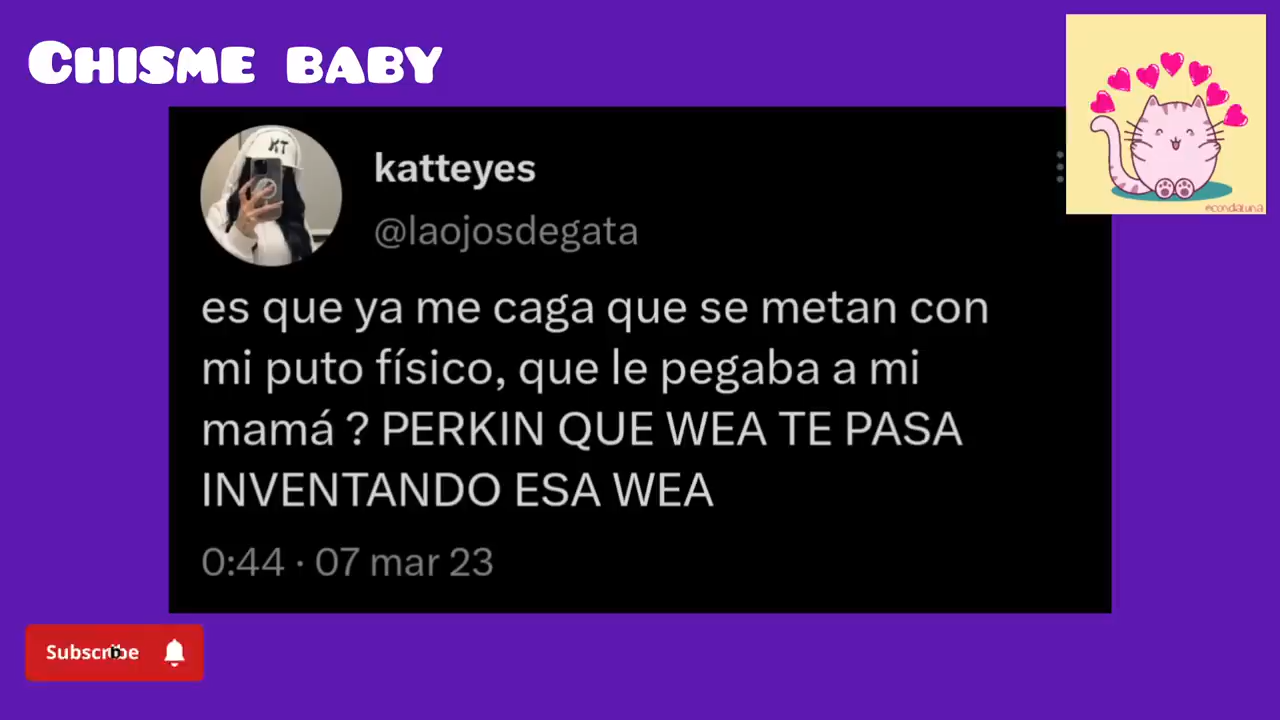 CHISME BABY
KT
katteyes
@laojosdegata
es que ya me caga que se metan con
mi puto físico, que le pegaba a mi
mamá ? PERKIN QUE WEA TE PASA
INVENTANDO ESA WEA
0:44 · 07 mar 23
Subscribe